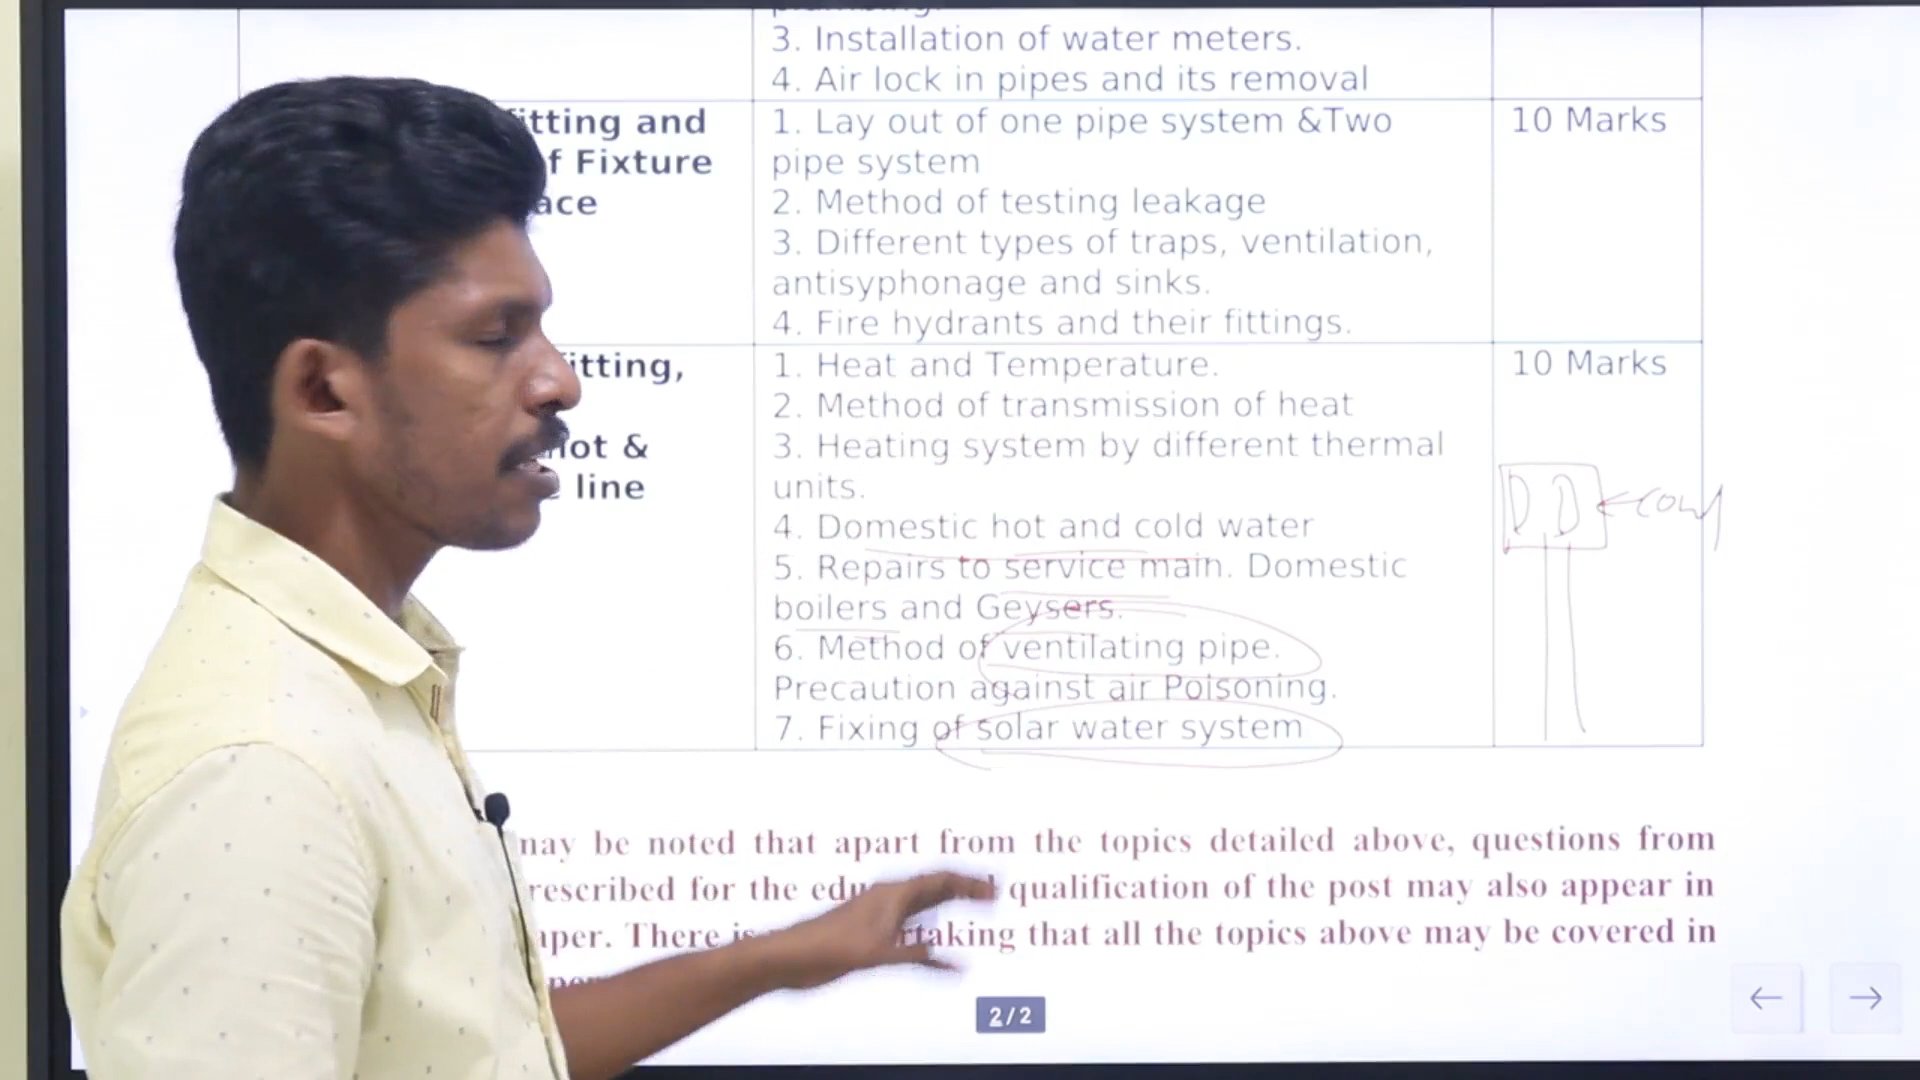 3. Installation of water meters.
4. Air lock in pipes and its removal
itting and
f Fixture
ace
1. Lay out of one pipe system &Two
pipe system
2. Method of testing leakage
3. Different types of traps, ventilation,
antisyphonage and sinks.
4. Fire hydrants and their fittings.
10 Marks
itting,
hot &
line
1. Heat and Temperature.
2. Method of transmission of heat
3. Heating system by different thermal
units.
4. Domestic hot and cold water
5. Repairs to service main. Domestic
boilers and Geysers.
6. Method of ventilating pipe.
Precaution against air Poisoning.
7. Fixing of solar water system
10 Marks
D D
cowl
may be noted that apart from the topics detailed above, questions from
rescribed for the qualification of the post may also appear in
aper. There is rtaking that all the topics above may be covered in
2/2